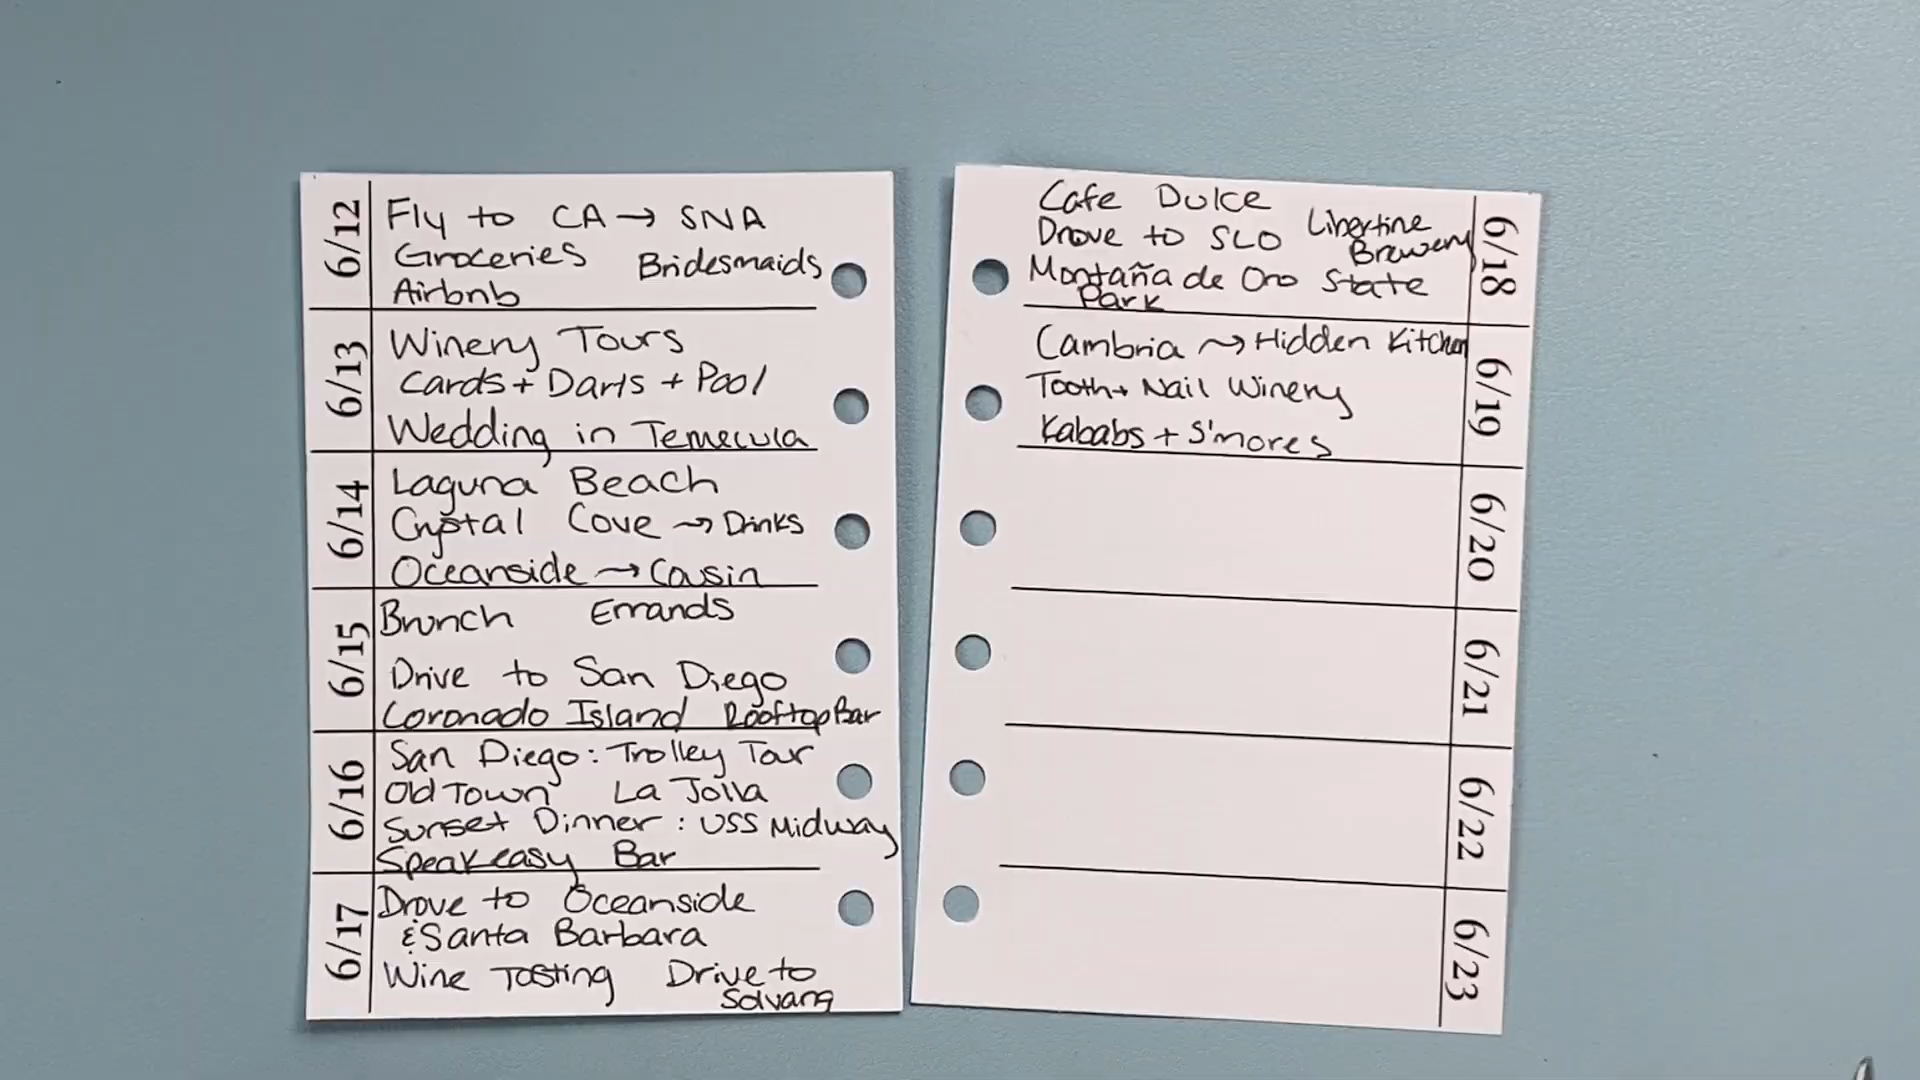 6/12
Fly to CA → SNA
Groceries Bridesmaids
Airbnb
6/13
Winery Tours
Cards + Darts + Pool
Wedding in Temecula
6/14
Laguna Beach
Crystal Cove → Drinks
Oceanside → Cousin
6/15
Brunch Errands
Drive to San Diego
Coronado Island Rooftop Bar
6/16
San Diego: Trolley Tour
Old Town La Jolla
Sunset Dinner : USS Midway
Speakeasy Bar
6/17
Drove to Oceanside
& Santa Barbara
Wine Tasting Drive to
Solvang
6/18
Cafe Dulce
Drove to SLO Libertine
Brewery
Montaña de Oro State
Park
6/19
Cambria → Hidden Kitchen
Tooth + Nail Winery
Kababs + S'mores
6/20
6/21
6/22
6/23